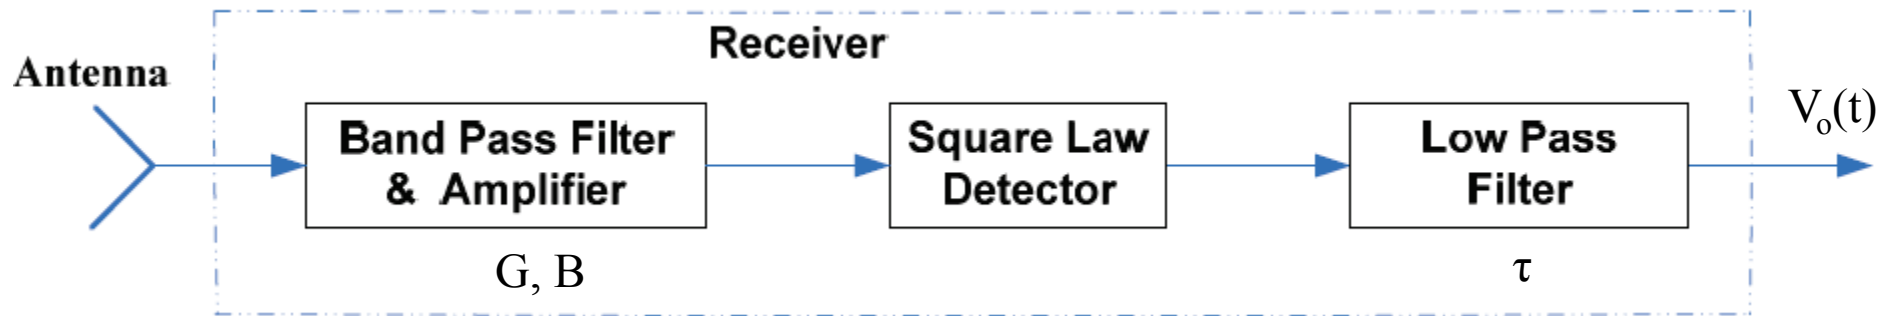 Receiver
Antenna
Band Pass Filter
& Amplifier
Square Law
Detector
Low Pass
Filter
Vₒ(t)
G, B
τ